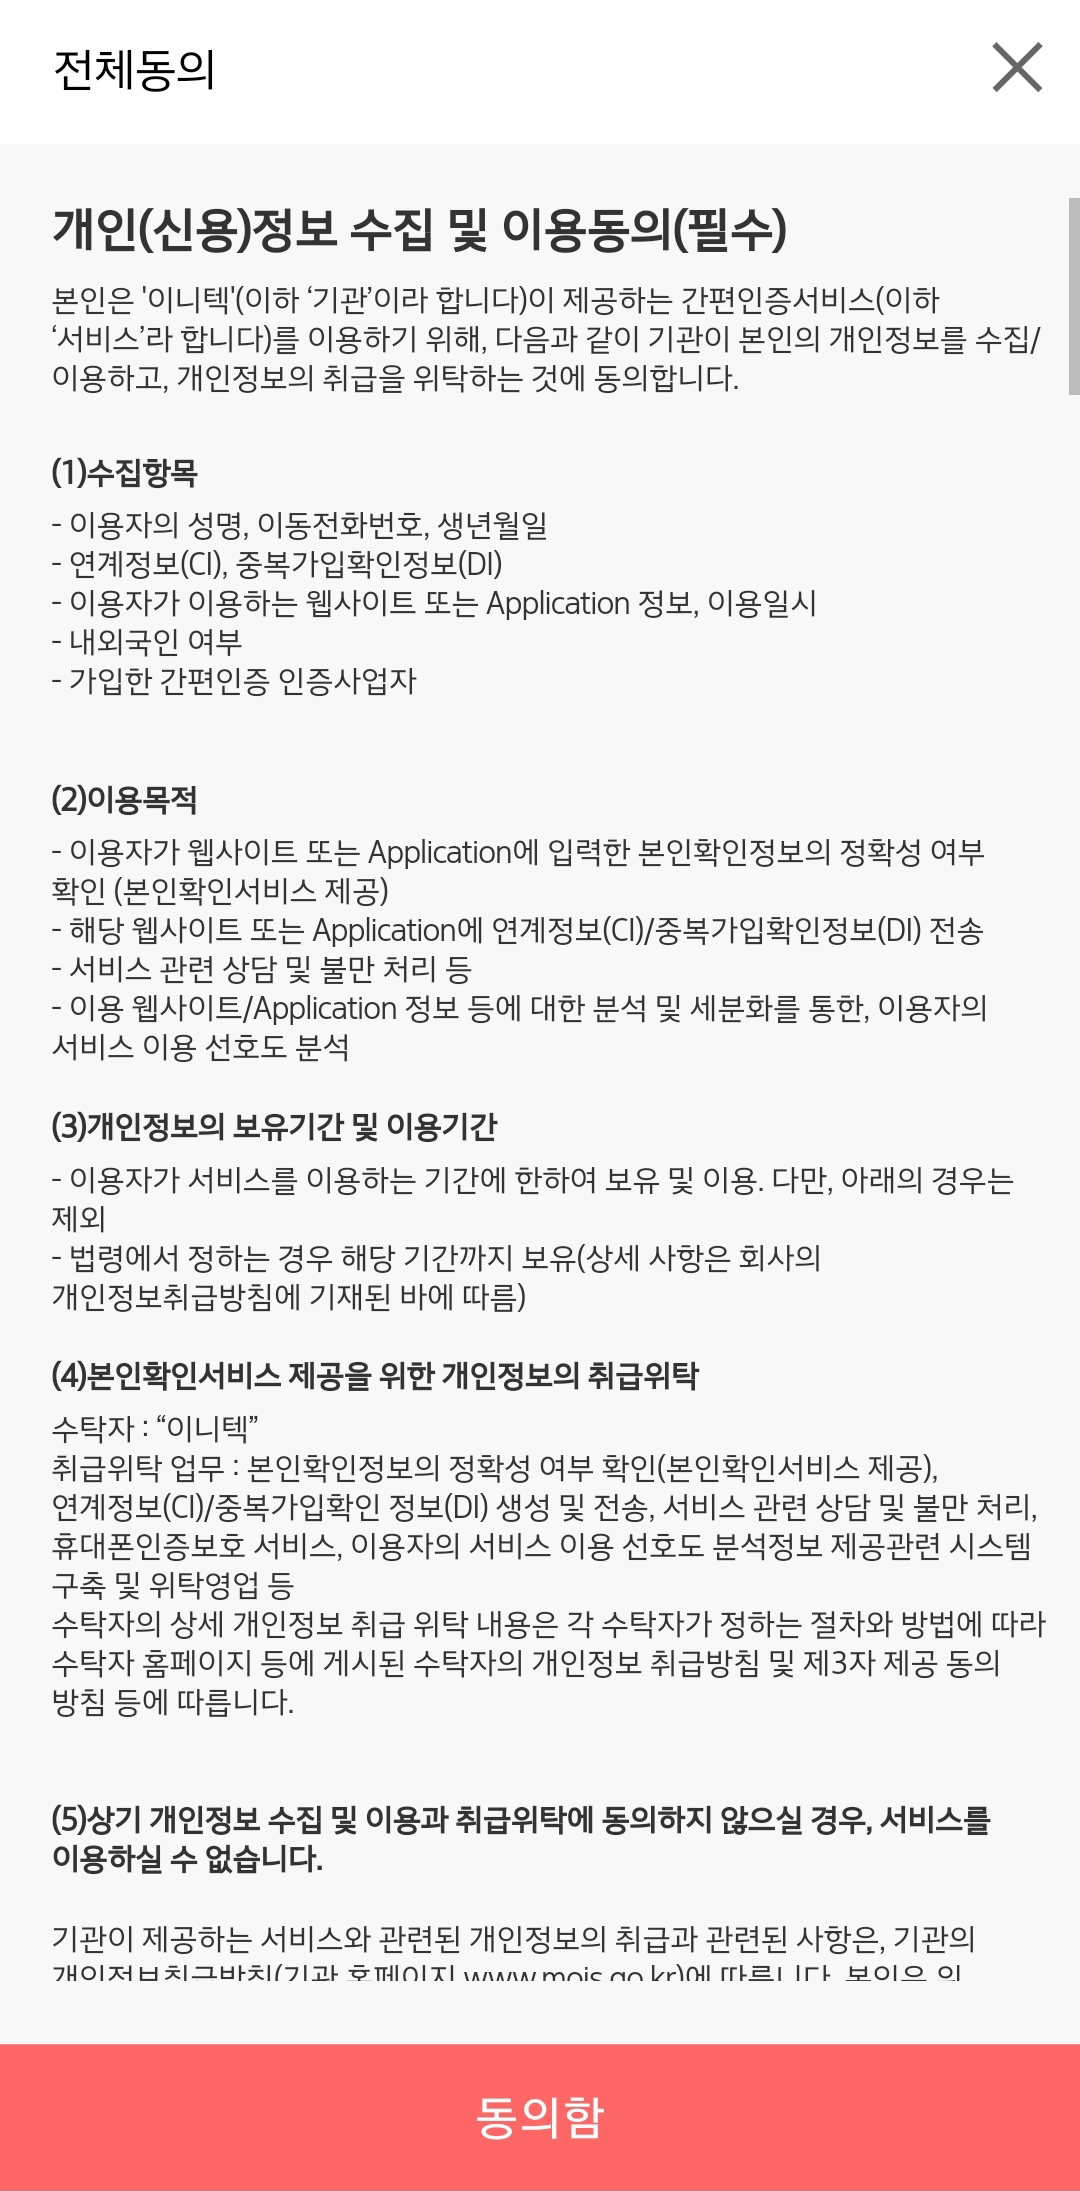 전체동의
개인(신용)정보 수집 및 이용동의(필수)
본인은 '이니텍'(이하 ‘기관’이라 합니다)이 제공하는 간편인증서비스(이하
‘서비스’라 합니다)를 이용하기 위해, 다음과 같이 기관이 본인의 개인정보를 수집/
이용하고, 개인정보의 취급을 위탁하는 것에 동의합니다.
(1)수집항목
- 이용자의 성명, 이동전화번호, 생년월일
- 연계정보(CI), 중복가입확인정보(DI)
- 이용자가 이용하는 웹사이트 또는 Application 정보, 이용일시
- 내외국인 여부
- 가입한 간편인증 인증사업자
(2)이용목적
- 이용자가 웹사이트 또는 Application에 입력한 본인확인정보의 정확성 여부
확인 (본인확인서비스 제공)
- 해당 웹사이트 또는 Application에 연계정보(CI)/중복가입확인정보(DI) 전송
- 서비스 관련 상담 및 불만 처리 등
- 이용 웹사이트/Application 정보 등에 대한 분석 및 세분화를 통한, 이용자의
서비스 이용 선호도 분석
(3)개인정보의 보유기간 및 이용기간
- 이용자가 서비스를 이용하는 기간에 한하여 보유 및 이용. 다만, 아래의 경우는
제외
- 법령에서 정하는 경우 해당 기간까지 보유(상세 사항은 회사의
개인정보취급방침에 기재된 바에 따름)
(4)본인확인서비스 제공을 위한 개인정보의 취급위탁
수탁자 : “이니텍”
취급위탁 업무 : 본인확인정보의 정확성 여부 확인(본인확인서비스 제공),
연계정보(CI)/중복가입확인 정보(DI) 생성 및 전송, 서비스 관련 상담 및 불만 처리,
휴대폰인증보호 서비스, 이용자의 서비스 이용 선호도 분석정보 제공관련 시스템
구축 및 위탁영업 등
수탁자의 상세 개인정보 취급 위탁 내용은 각 수탁자가 정하는 절차와 방법에 따라
수탁자 홈페이지 등에 게시된 수탁자의 개인정보 취급방침 및 제3자 제공 동의
방침 등에 따릅니다.
(5)상기 개인정보 수집 및 이용과 취급위탁에 동의하지 않으실 경우, 서비스를
이용하실 수 없습니다.
기관이 제공하는 서비스와 관련된 개인정보의 취급과 관련된 사항은, 기관의
개인정보취급방침(기관 홈페이지 www.mois.go.kr)에 따릅니다. 본인은 위
동의함